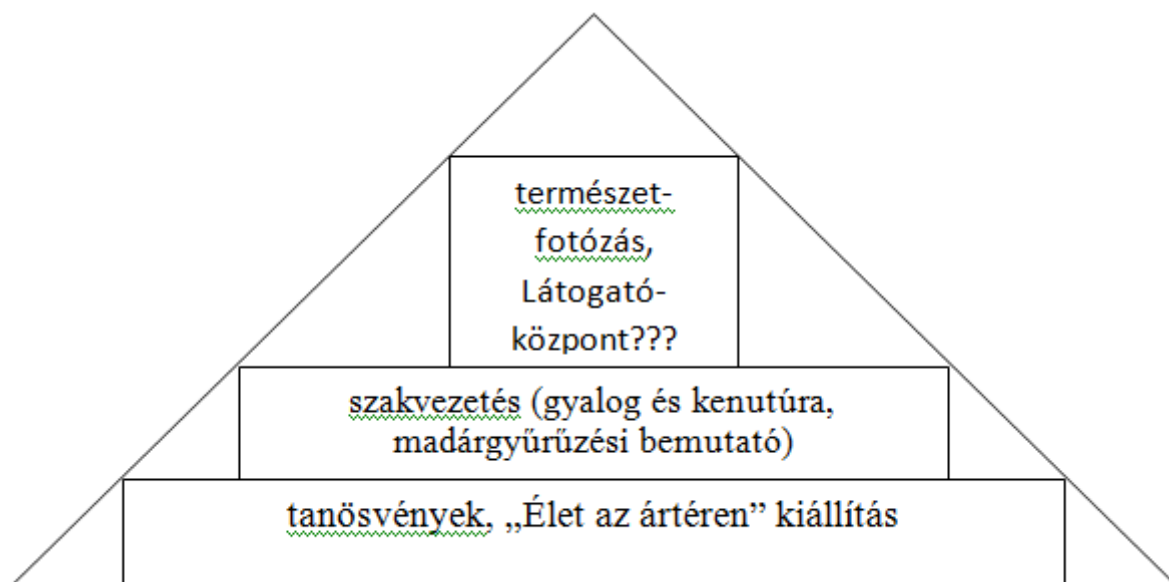 természet-
fotózás,
Látogató-
központ???
szakvezetés (gyalog és kenutúra,
madárgyűrűzési bemutató)
tanösvények, „Élet az ártéren” kiállítás